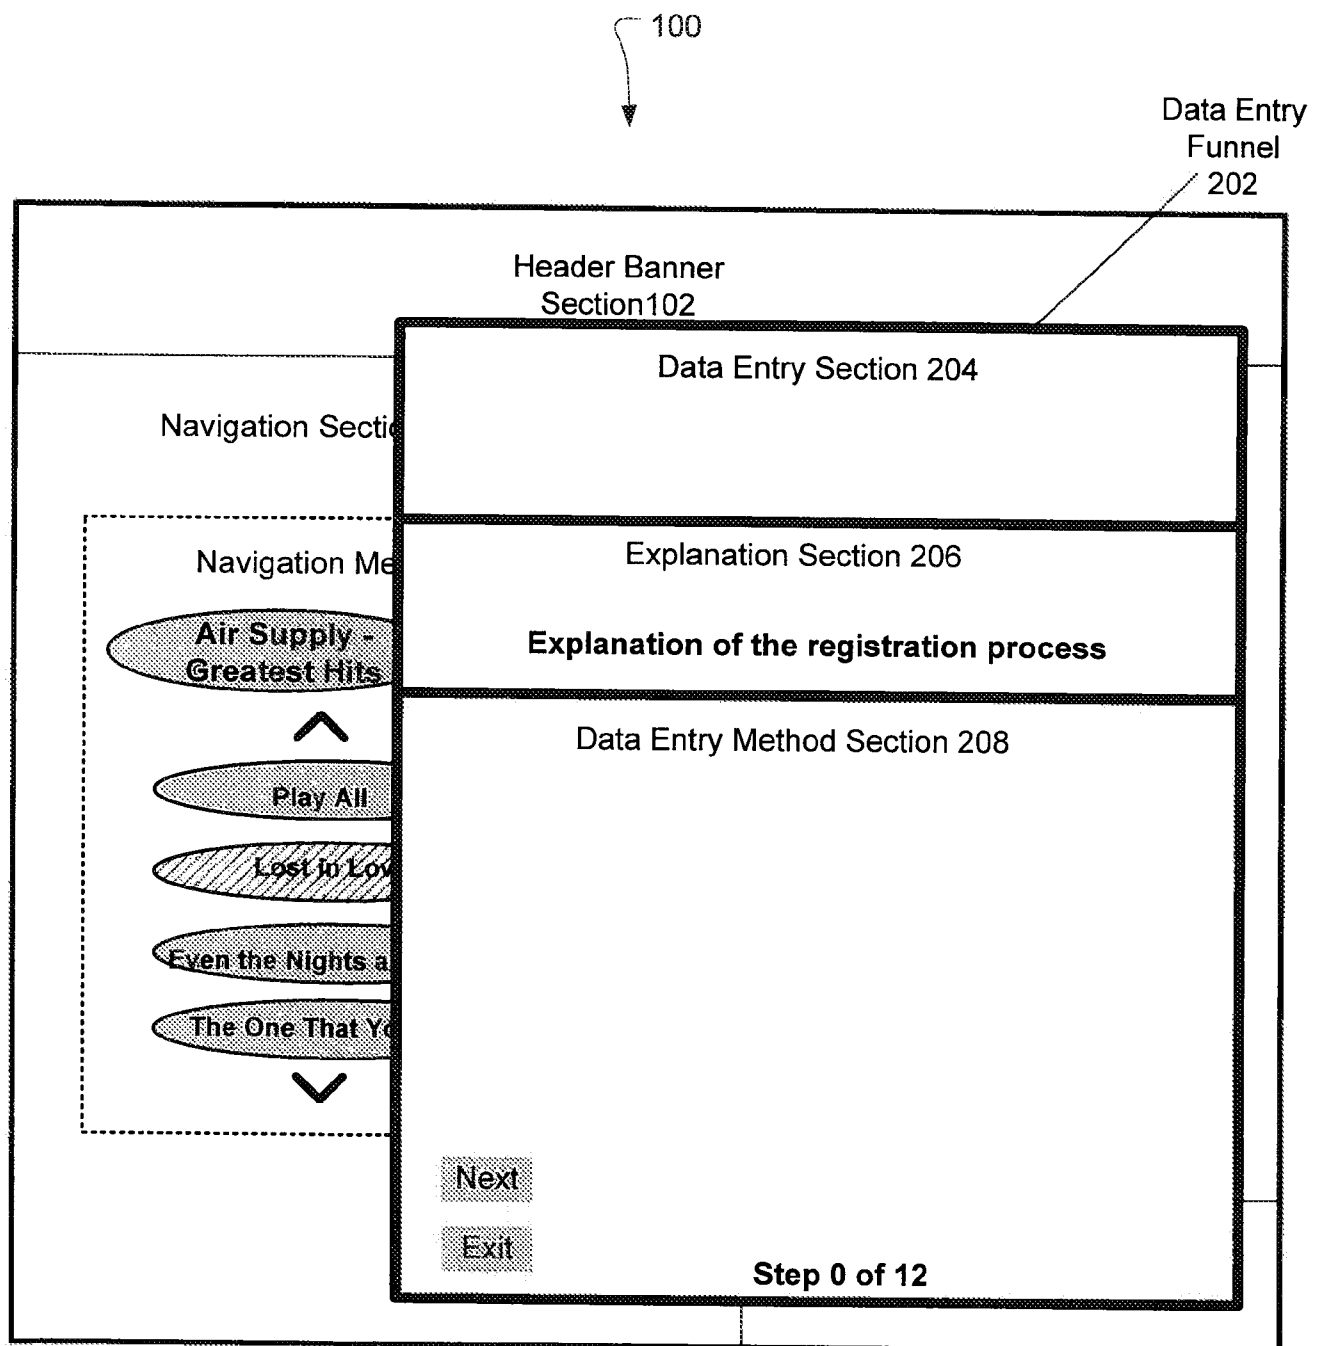 100
Data Entry
Funnel
202
Header Banner
Section102
Data Entry Section 204
Navigation Sectio
Explanation Section 206
Navigation Me
Explanation of the registration process
Air Supply -
Greatest Hits
Data Entry Method Section 208
Play All
Lost in Lov
Even the Nights a
The One That Yo
Next
Exit
Step 0 of 12